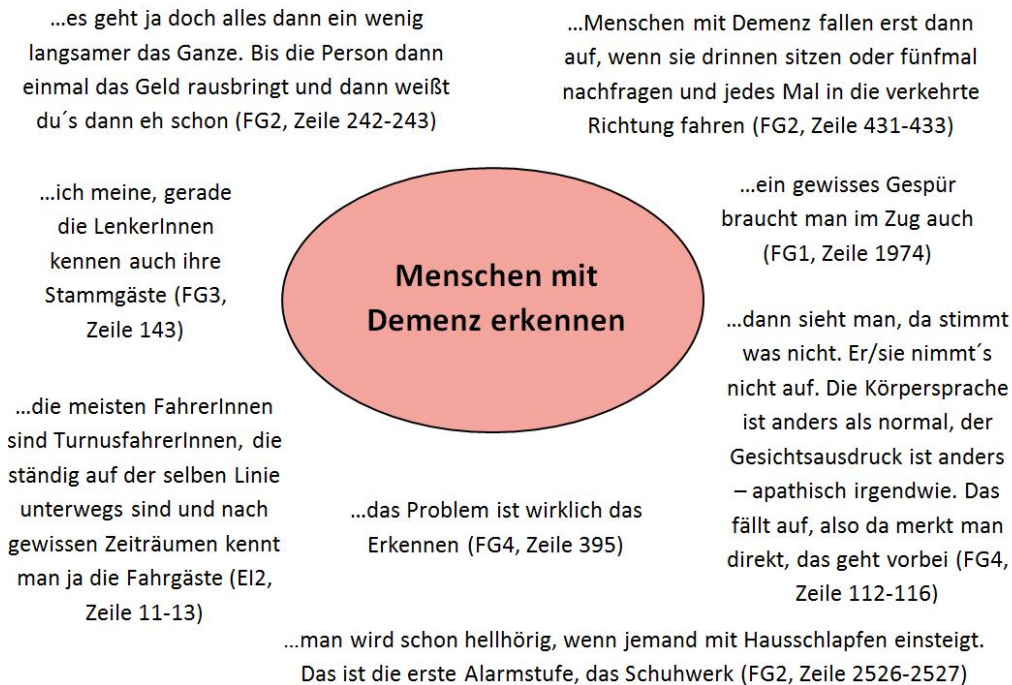 ...es geht ja doch alles dann ein wenig
langsamer das Ganze. Bis die Person dann
einmal das Geld rausbringt und dann weißt
du´s dann eh schon (FG2, Zeile 242-243)
...Menschen mit Demenz fallen erst dann
auf, wenn sie drinnen sitzen oder fünfmal
nachfragen und jedes Mal in die verkehrte
Richtung fahren (FG2, Zeile 431-433)
...ich meine, gerade
die LenkerInnen
kennen auch ihre
Stammgäste (FG3,
Zeile 143)
Menschen mit
Demenz erkennen
...ein gewisses Gespür
braucht man im Zug auch
(FG1, Zeile 1974)
...dann sieht man, da stimmt
was nicht. Er/sie nimmt´s
nicht auf. Die Körpersprache
ist anders als normal, der
Gesichtsausdruck ist anders
– apathisch irgendwie. Das
fällt auf, also da merkt man
direkt, das geht vorbei (FG4,
Zeile 112-116)
...die meisten FahrerInnen
sind TurnusfahrerInnen, die
ständig auf der selben Linie
unterwegs sind und nach
gewissen Zeiträumen kennt
man ja die Fahrgäste (EI2,
Zeile 11-13)
...das Problem ist wirklich das
Erkennen (FG4, Zeile 395)
...man wird schon hellhörig, wenn jemand mit Hausschlapfen einsteigt.
Das ist die erste Alarmstufe, das Schuhwerk (FG2, Zeile 2526-2527)